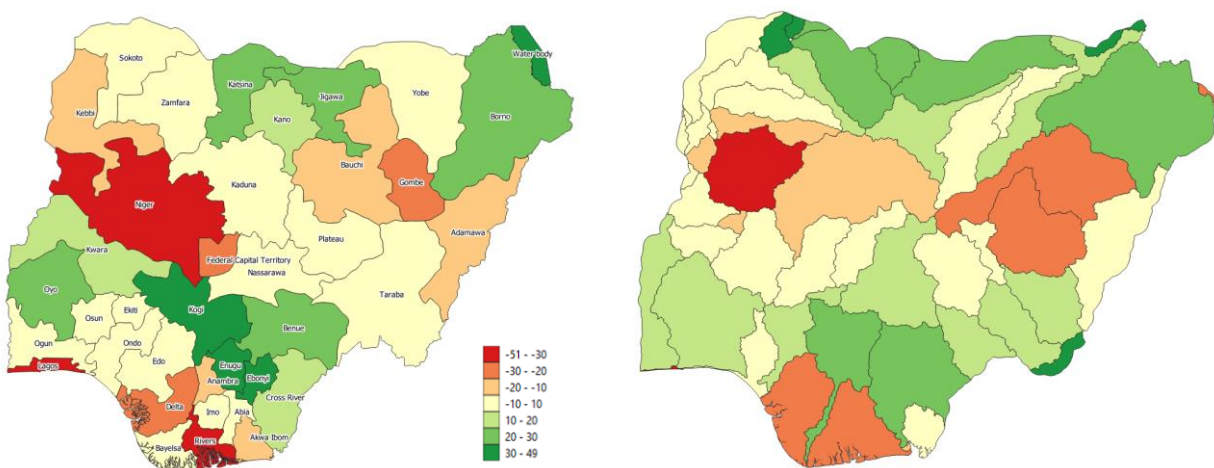 Sokoto
Water body
Katsina
Jigawa
Yobe
Zamfara
Kebbi
Kano
Borno
Bauchi
Gombe
Kaduna
Niger
Plateau
Adamawa
Kwara
Federal Capital Territory
Nassarawa
Taraba
Oyo
Kogi
Osun
Ekiti
Benue
Ogun
Ondo
Edo
Lagos
Enugu
Ebonyi
Anambra
Cross River
Delta
Imo
Abia
Rivers
Akwa Ibom
Bayelsa
-51 - -30
-30 - -20
-20 - -10
-10 - 10
10 - 20
20 - 30
30 - 49